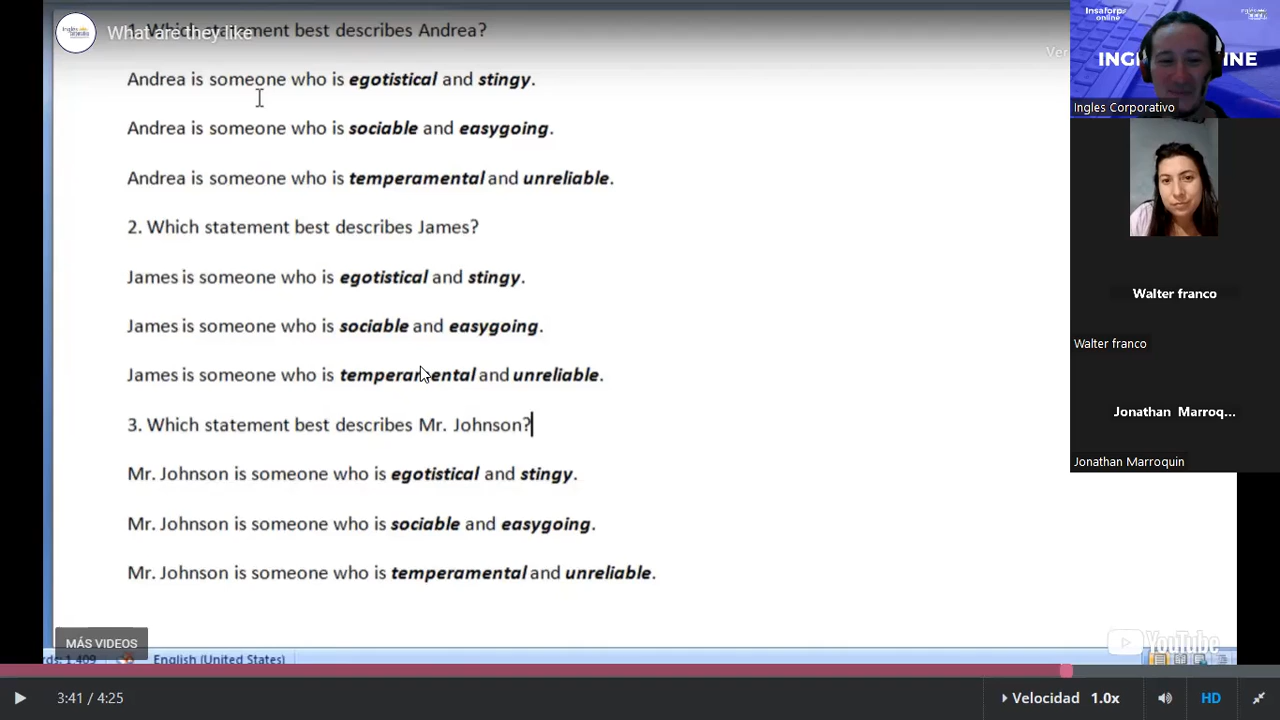 1. Which statement best describes Andrea?
What are they like
Ver
Andrea is someone who is egotistical and stingy.
Andrea is someone who is sociable and easygoing.
Andrea is someone who is temperamental and unreliable.
2. Which statement best describes James?
James is someone who is egotistical and stingy.
James is someone who is sociable and easygoing.
James is someone who is temperamental and unreliable.
3. Which statement best describes Mr. Johnson?
Mr. Johnson is someone who is egotistical and stingy.
Mr. Johnson is someone who is sociable and easygoing.
Mr. Johnson is someone who is temperamental and unreliable.
MÁS VIDEOS
YouTube
1,409
English (United States)
3:41 / 4:25
Velocidad 1.0x
HD
Insaforp
online
Ingles Corporativo
Walter franco
Walter franco
Jonathan Marroq...
Jonathan Marroquin